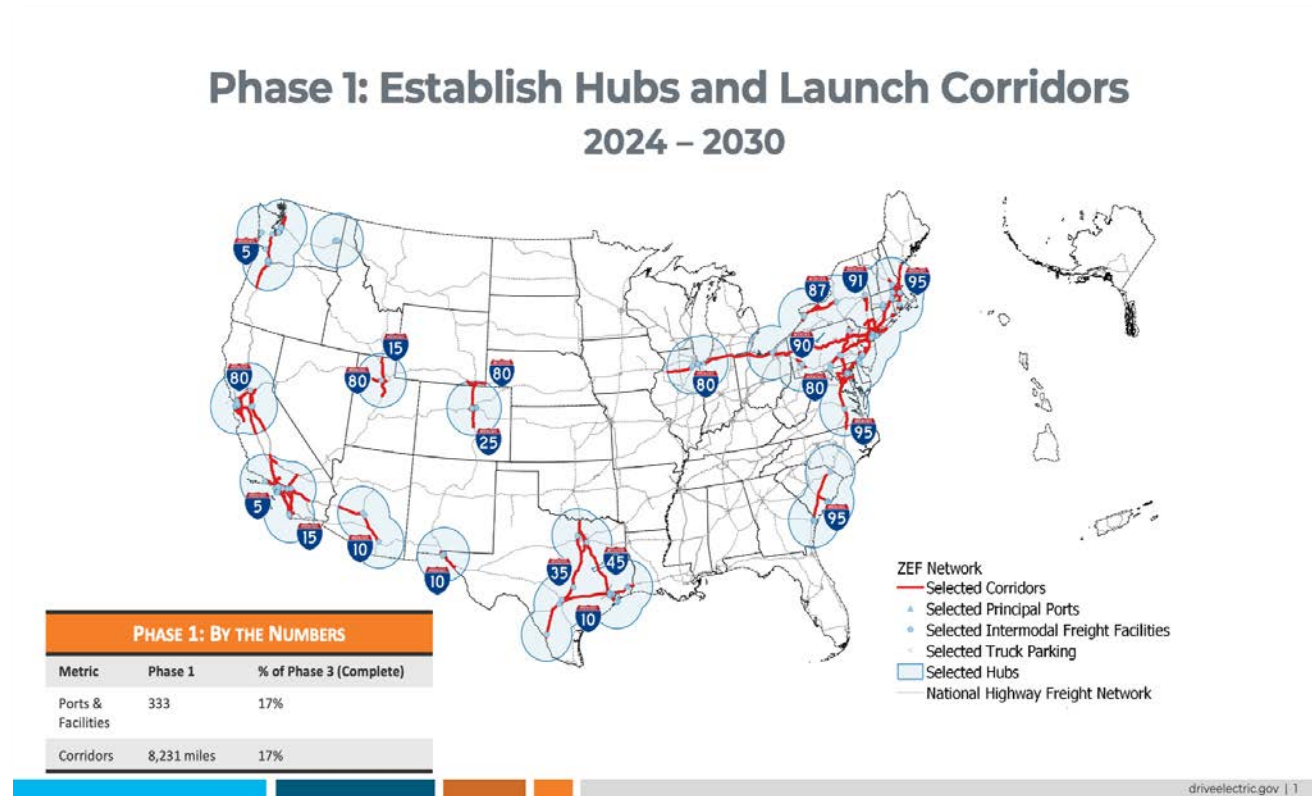 Phase 1: Establish Hubs and Launch Corridors
2024 – 2030
5
15
80
80
80
25
5
15
10
10
35
45
10
80
90
80
87
91
95
95
95
ZEF Network
Selected Corridors
Selected Principal Ports
Selected Intermodal Freight Facilities
Selected Truck Parking
Selected Hubs
National Highway Freight Network
PHASE 1: BY THE NUMBERS
Metric Phase 1 % of Phase 3 (Complete)
Ports & 333 17%
Facilities
Corridors 8,231 miles 17%
driveelectric.gov | 1